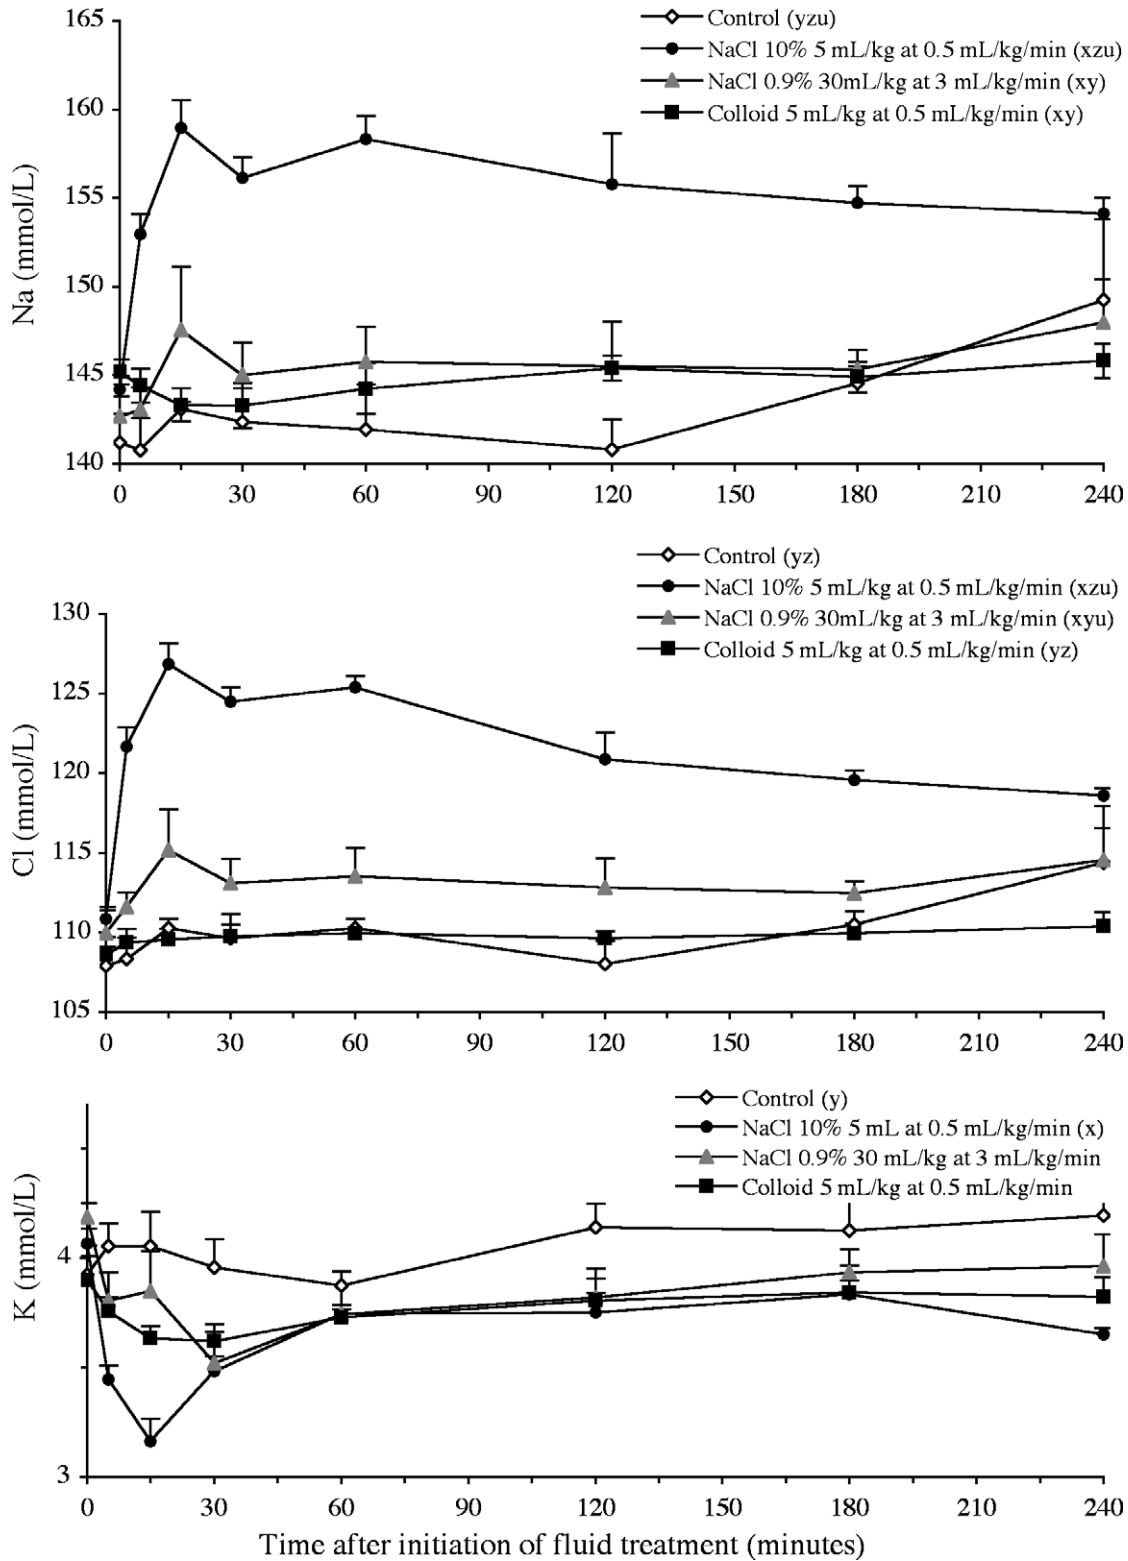 Control (yzu)
NaCl 10% 5 mL/kg at 0.5 mL/kg/min (xzu)
NaCl 0.9% 30mL/kg at 3 mL/kg/min (xy)
Colloid 5 mL/kg at 0.5 mL/kg/min (xy)
Na (mmol/L)
165
160
155
150
145
140
0 30 60 90 120 150 180 210 240
Control (yz)
NaCl 10% 5 mL/kg at 0.5 mL/kg/min (xzu)
NaCl 0.9% 30mL/kg at 3 mL/kg/min (xyu)
Colloid 5 mL/kg at 0.5 mL/kg/min (yz)
Cl (mmol/L)
130
125
120
115
110
105
0 30 60 90 120 150 180 210 240
Control (y)
NaCl 10% 5 mL at 0.5 mL/kg/min (x)
NaCl 0.9% 30 mL/kg at 3 mL/kg/min
Colloid 5 mL/kg at 0.5 mL/kg/min
K (mmol/L)
4
3
0 30 60 90 120 150 180 210 240
Time after initiation of fluid treatment (minutes)